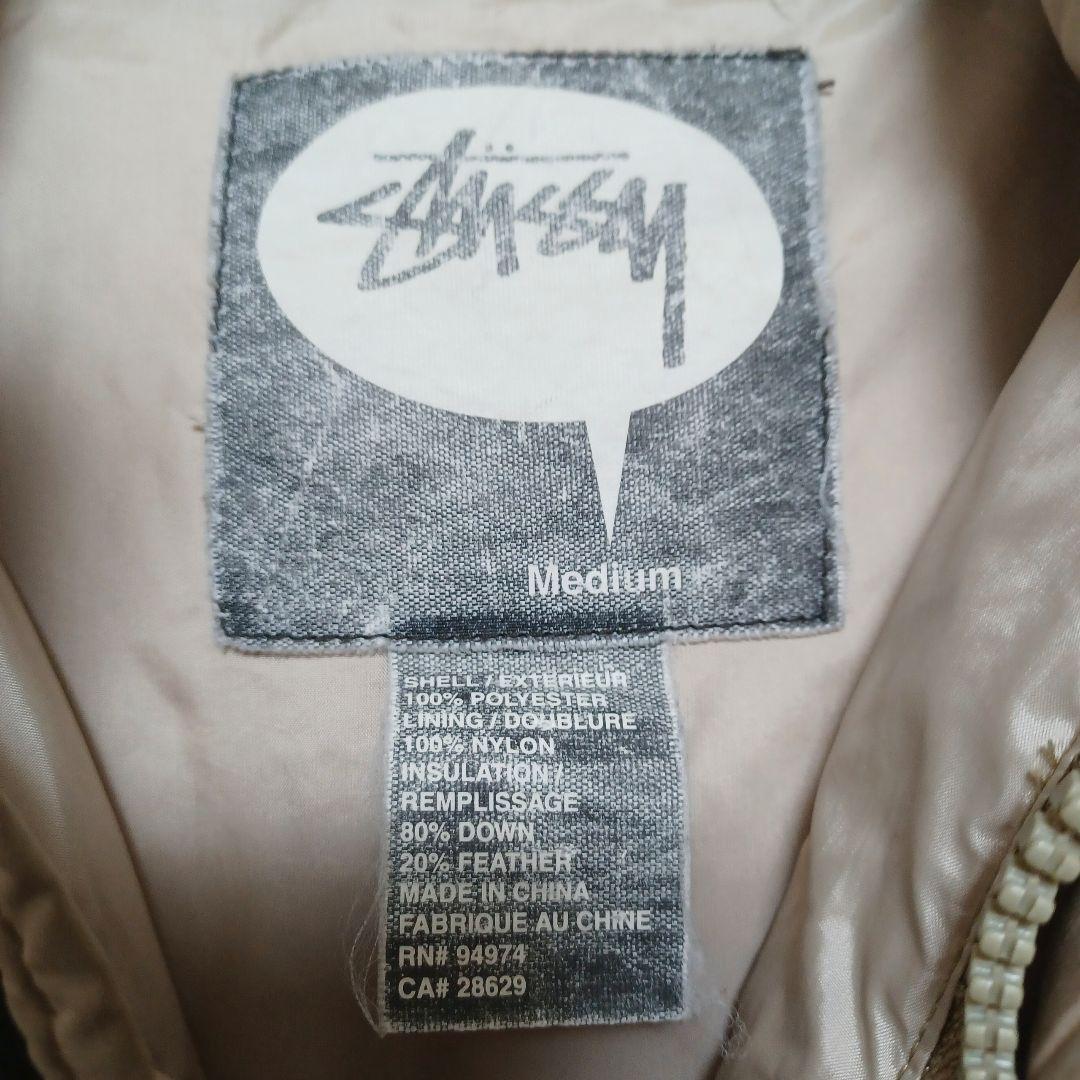 Stüssy
Medium
SHELL / EXTERIEUR
100% POLYESTER
LINING / DOUBLURE
100% NYLON
INSULATION /
REMPLISSAGE
80% DOWN
20% FEATHER
MADE IN CHINA
FABRIQUE AU CHINE
RN# 94974
CA# 28629